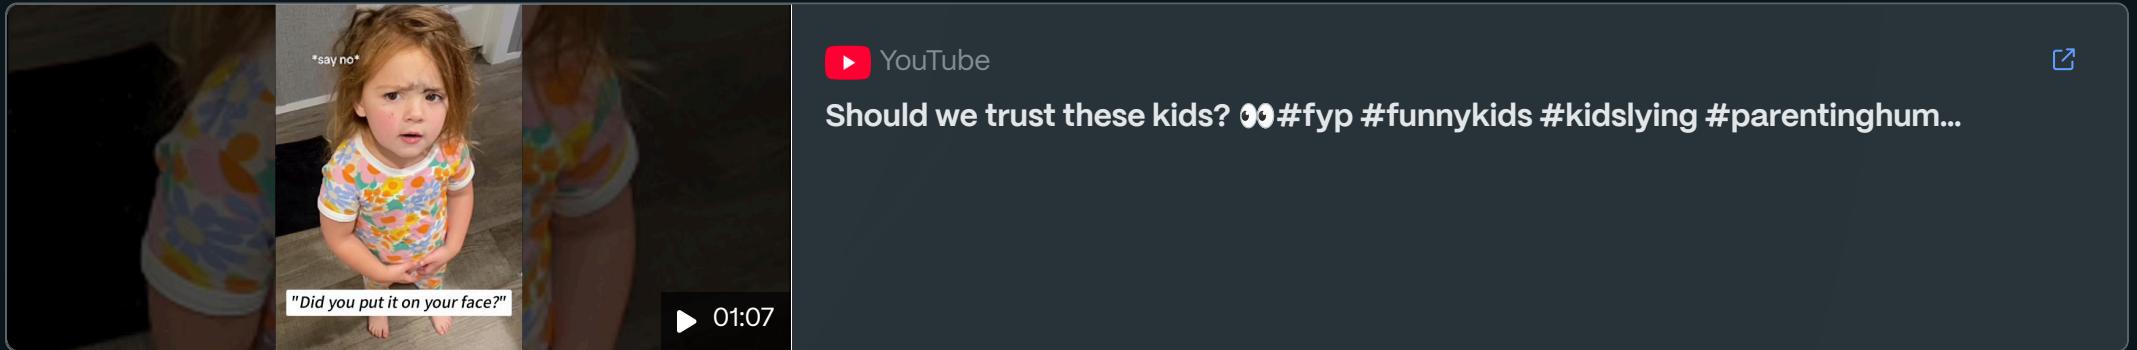 *say no*
"Did you put it on your face?"
01:07
YouTube
Should we trust these kids? 👀#fyp #funnykids #kidslying #parentinghum...